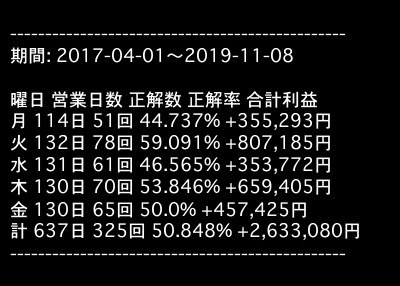 ------------------------------------------------
期間: 2017-04-01〜2019-11-08
曜日 営業日数 正解数 正解率 合計利益
月 114日 51回 44.737% +355,293円
火 132日 78回 59.091% +807,185円
水 131日 61回 46.565% +353,772円
木 130日 70回 53.846% +659,405円
金 130日 65回 50.0% +457,425円
計 637日 325回 50.848% +2,633,080円
------------------------------------------------